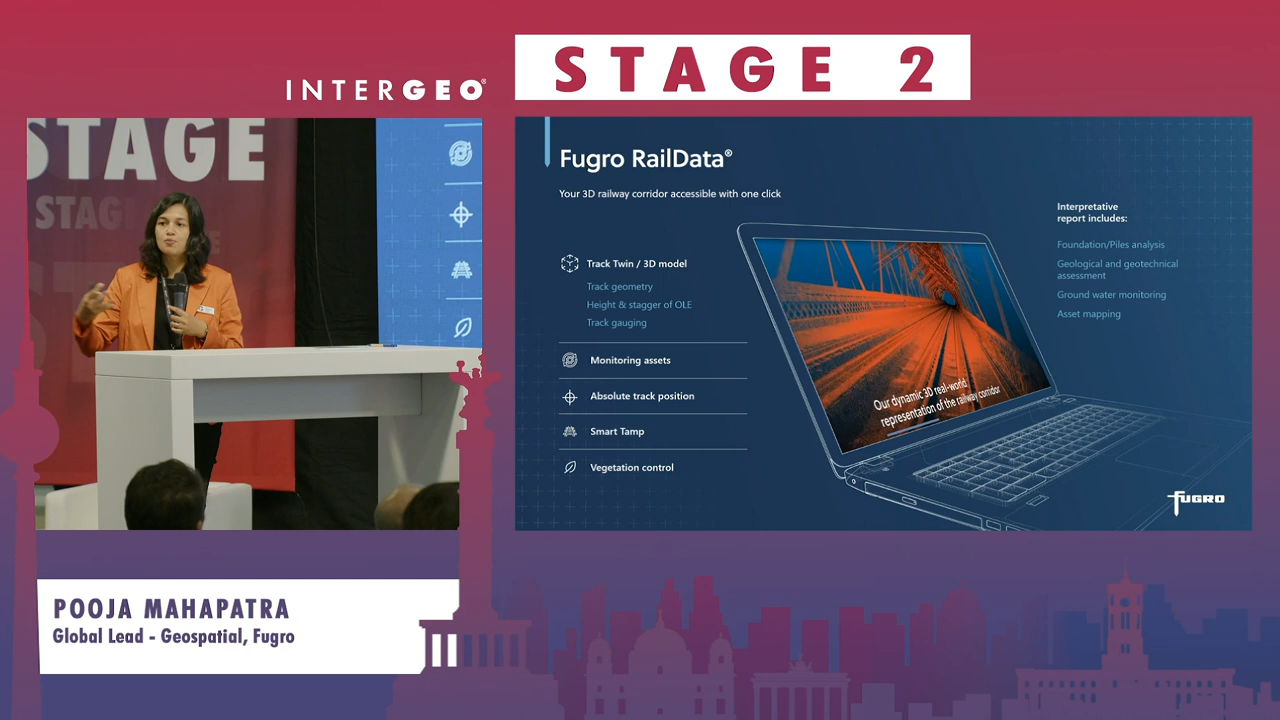 INTERGEO®
STAGE 2
STAGE
STAGE
Fugro RailData®
Your 3D railway corridor accessible with one click
Track Twin / 3D model
Track geometry
Height & stagger of OLE
Track gauging
Monitoring assets
Absolute track position
Smart Tamp
Vegetation control
Our dynamic 3D real-world
representation of the railway corridor
Interpretative
report includes:
Foundation/Piles analysis
Geological and geotechnical
assessment
Ground water monitoring
Asset mapping
FUGRO
POOJA MAHAPATRA
Global Lead - Geospatial, Fugro